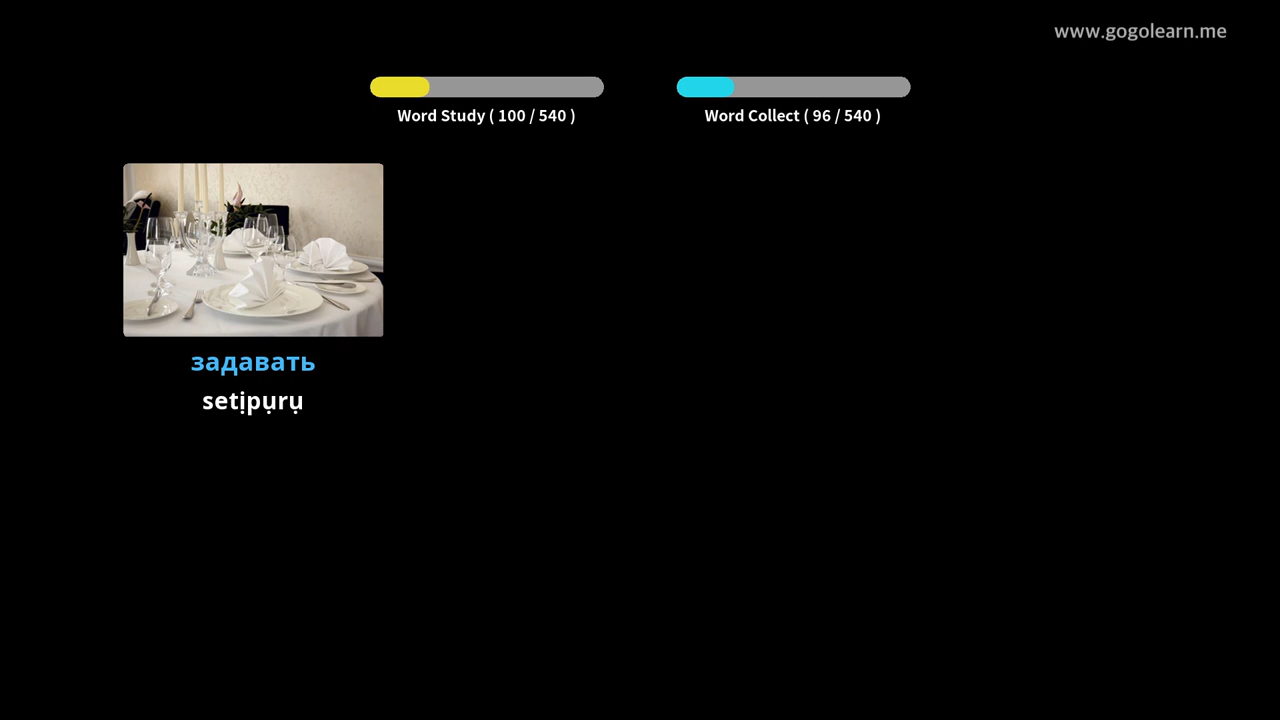 www.gogolearn.me
Word Study ( 100 / 540 )
Word Collect ( 96 / 540 )
задавать
setịpụrụ